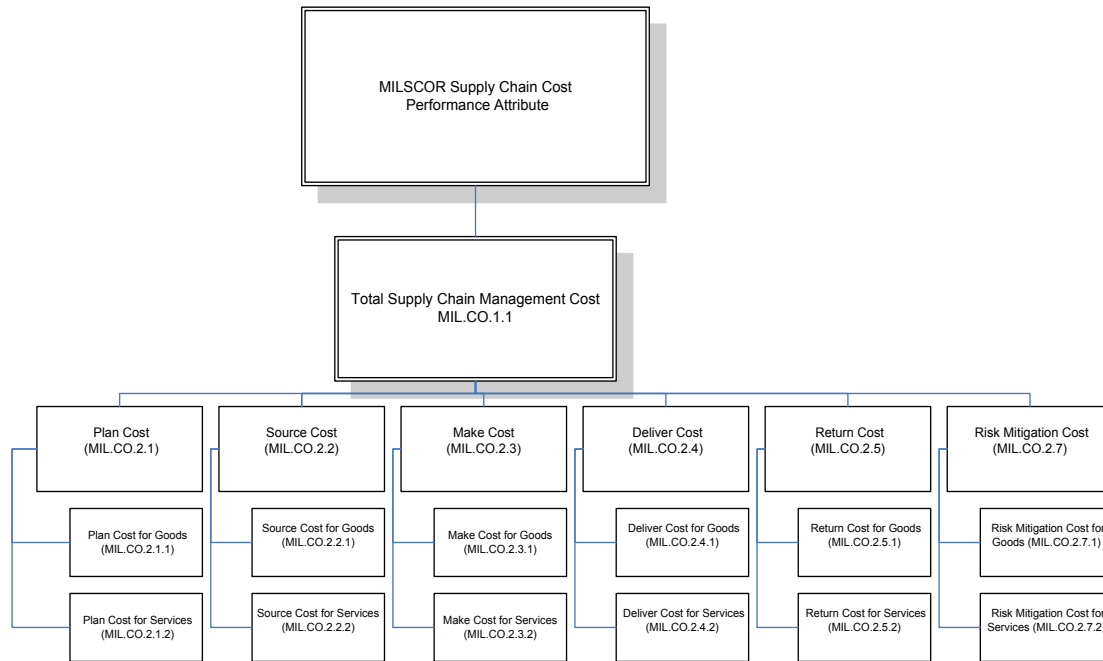 MILSCOR Supply Chain Cost
Performance Attribute
Total Supply Chain Management Cost
MIL.CO.1.1
Plan Cost
(MIL.CO.2.1)
Plan Cost for Goods
(MIL.CO.2.1.1)
Plan Cost for Services
(MIL.CO.2.1.2)
Source Cost
(MIL.CO.2.2)
Source Cost for Goods
(MIL.CO.2.2.1)
Source Cost for Services
(MIL.CO.2.2.2)
Make Cost
(MIL.CO.2.3)
Make Cost for Goods
(MIL.CO.2.3.1)
Make Cost for Services
(MIL.CO.2.3.2)
Deliver Cost
(MIL.CO.2.4)
Deliver Cost for Goods
(MIL.CO.2.4.1)
Deliver Cost for Services
(MIL.CO.2.4.2)
Return Cost
(MIL.CO.2.5)
Return Cost for Goods
(MIL.CO.2.5.1)
Return Cost for Services
(MIL.CO.2.5.2)
Risk Mitigation Cost
(MIL.CO.2.7)
Risk Mitigation Cost for
Goods (MIL.CO.2.7.1)
Risk Mitigation Cost for
Services (MIL.CO.2.7.2)